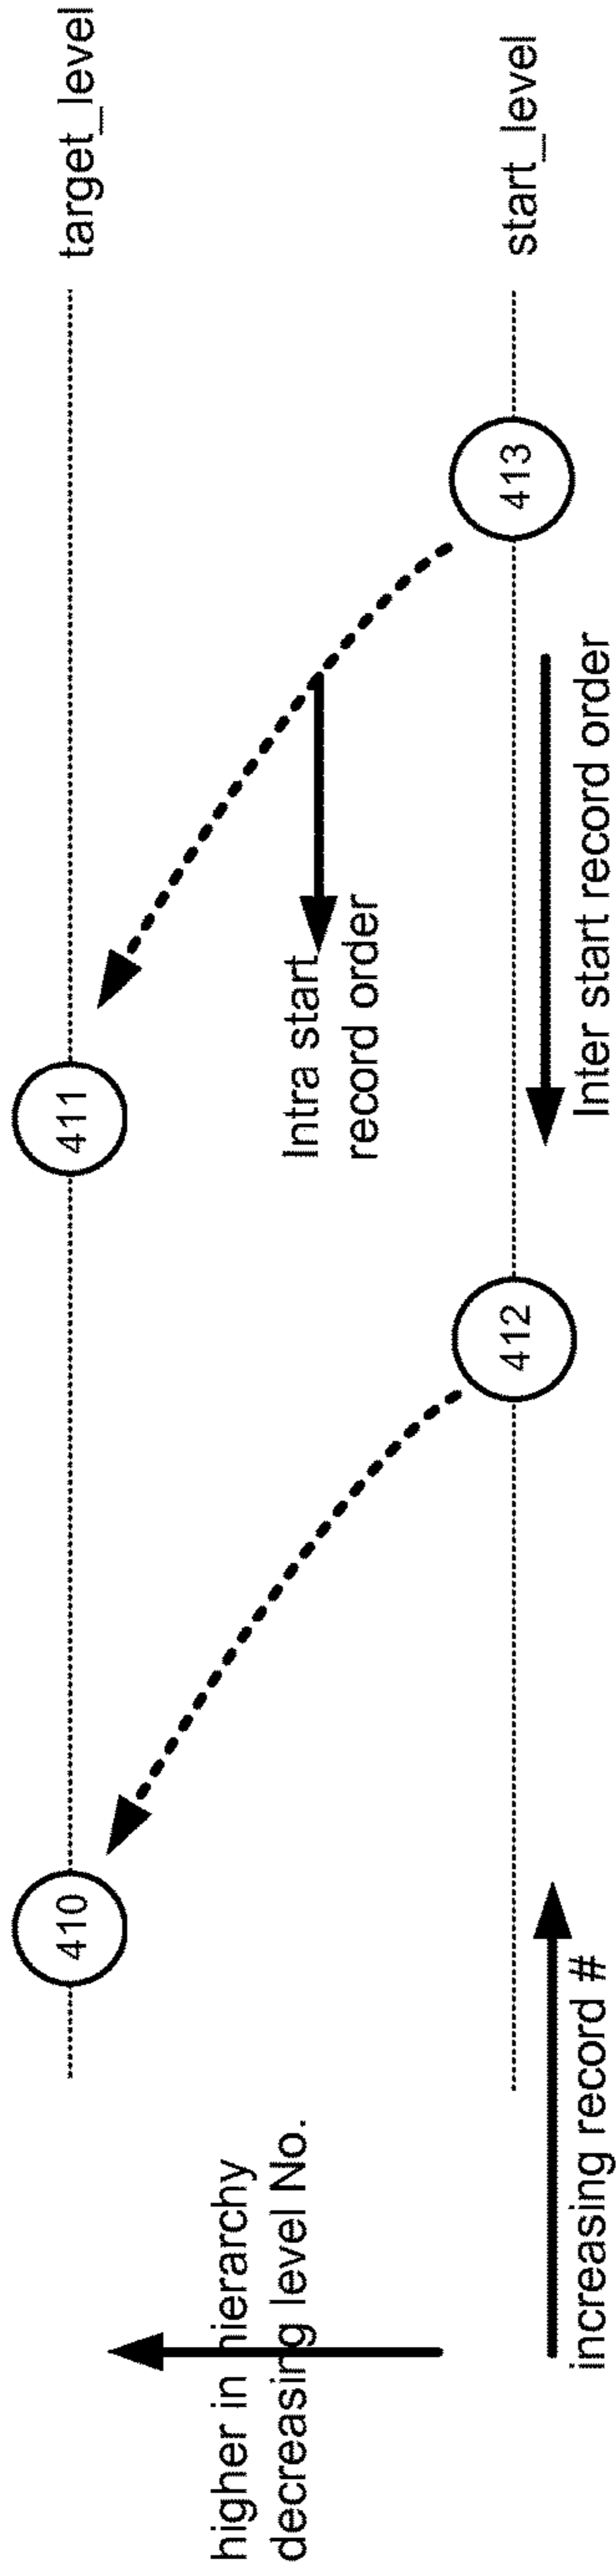 target_level
410
411
higher in hierarchy
decreasing level No.
Intra start
record order
start_level
412
413
increasing record #
Inter start record order